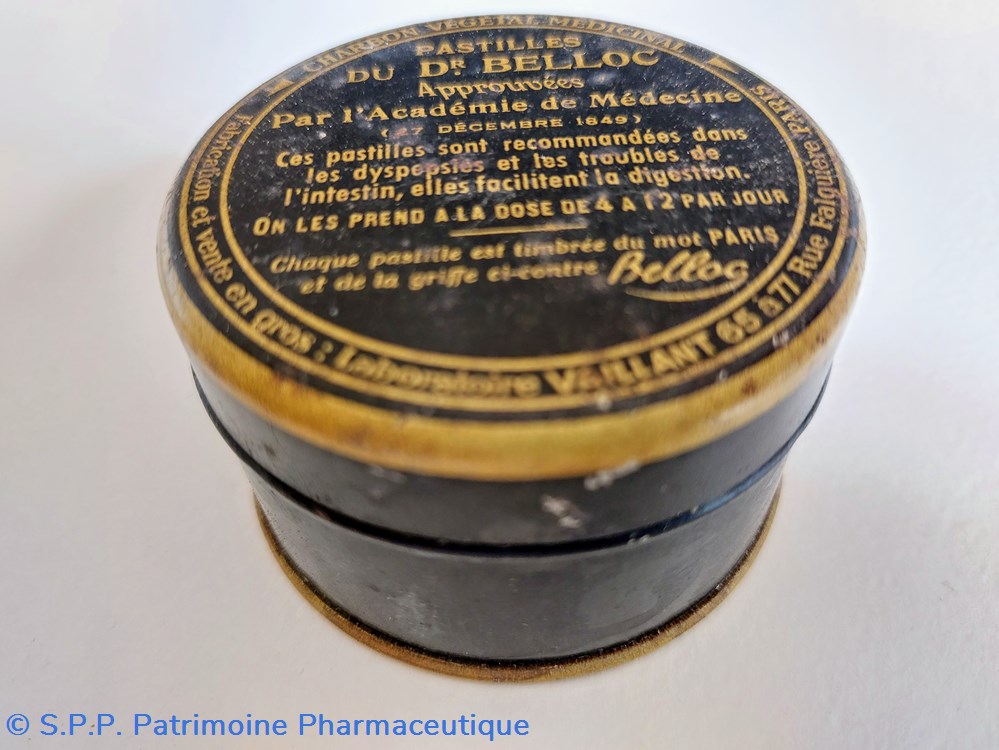 CHARBON VÉGÉTAL MÉDICINAL
PASTILLES
DU DR. BELLOC
Approuvées
Par l'Académie de Médecine
(27 DÉCEMBRE 1849)
Ces pastilles sont recommandées dans
les dyspepsies et les troubles de
l'intestin, elles facilitent la digestion.
ON LES PREND A LA DOSE DE 4 A 12 PAR JOUR
Chaque pastille est timbrée du mot PARIS
et de la griffe ci-contre Belloc
Fabrication et vente en gros : Laboratoire VAILLANT 65 à 77 Rue Falguière PARIS
© S.P.P. Patrimoine Pharmaceutique